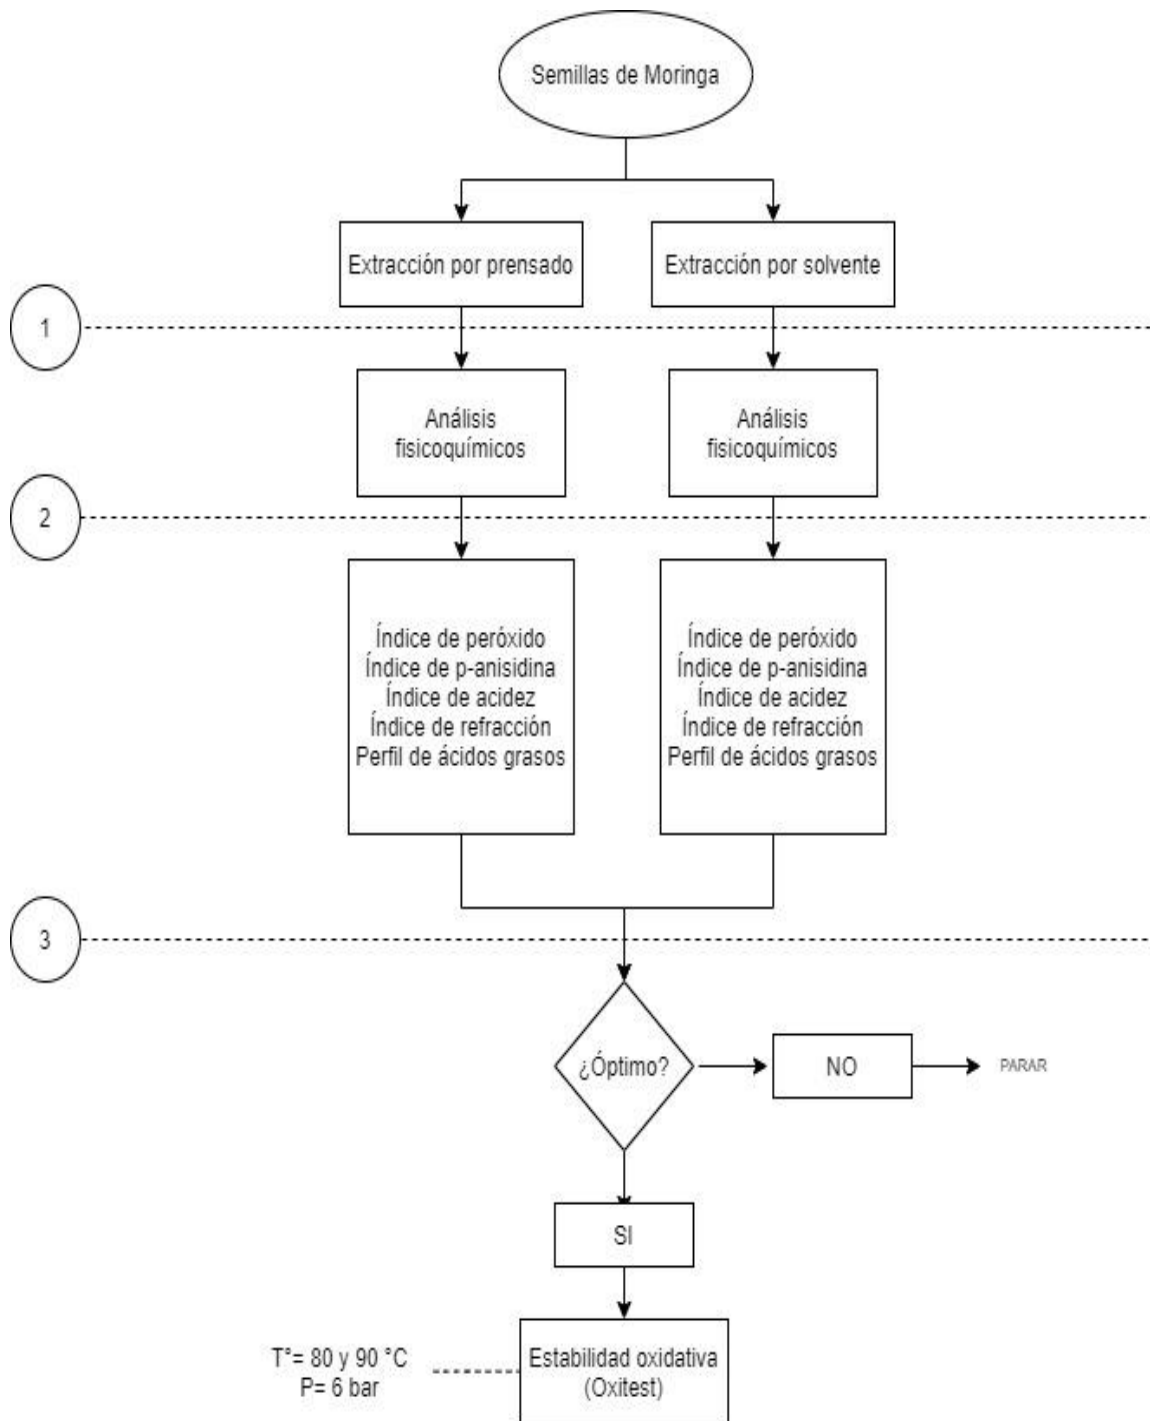 Semillas de Moringa
Extracción por prensado
Extracción por solvente
1
Análisis
fisicoquímicos
Análisis
fisicoquímicos
2
Índice de peróxido
Índice de p-anisidina
Índice de acidez
Índice de refracción
Perfil de ácidos grasos
Índice de peróxido
Índice de p-anisidina
Índice de acidez
Índice de refracción
Perfil de ácidos grasos
3
¿Óptimo?
NO
PARAR
SI
T°= 80 y 90 °C
P= 6 bar
Estabilidad oxidativa
(Oxitest)